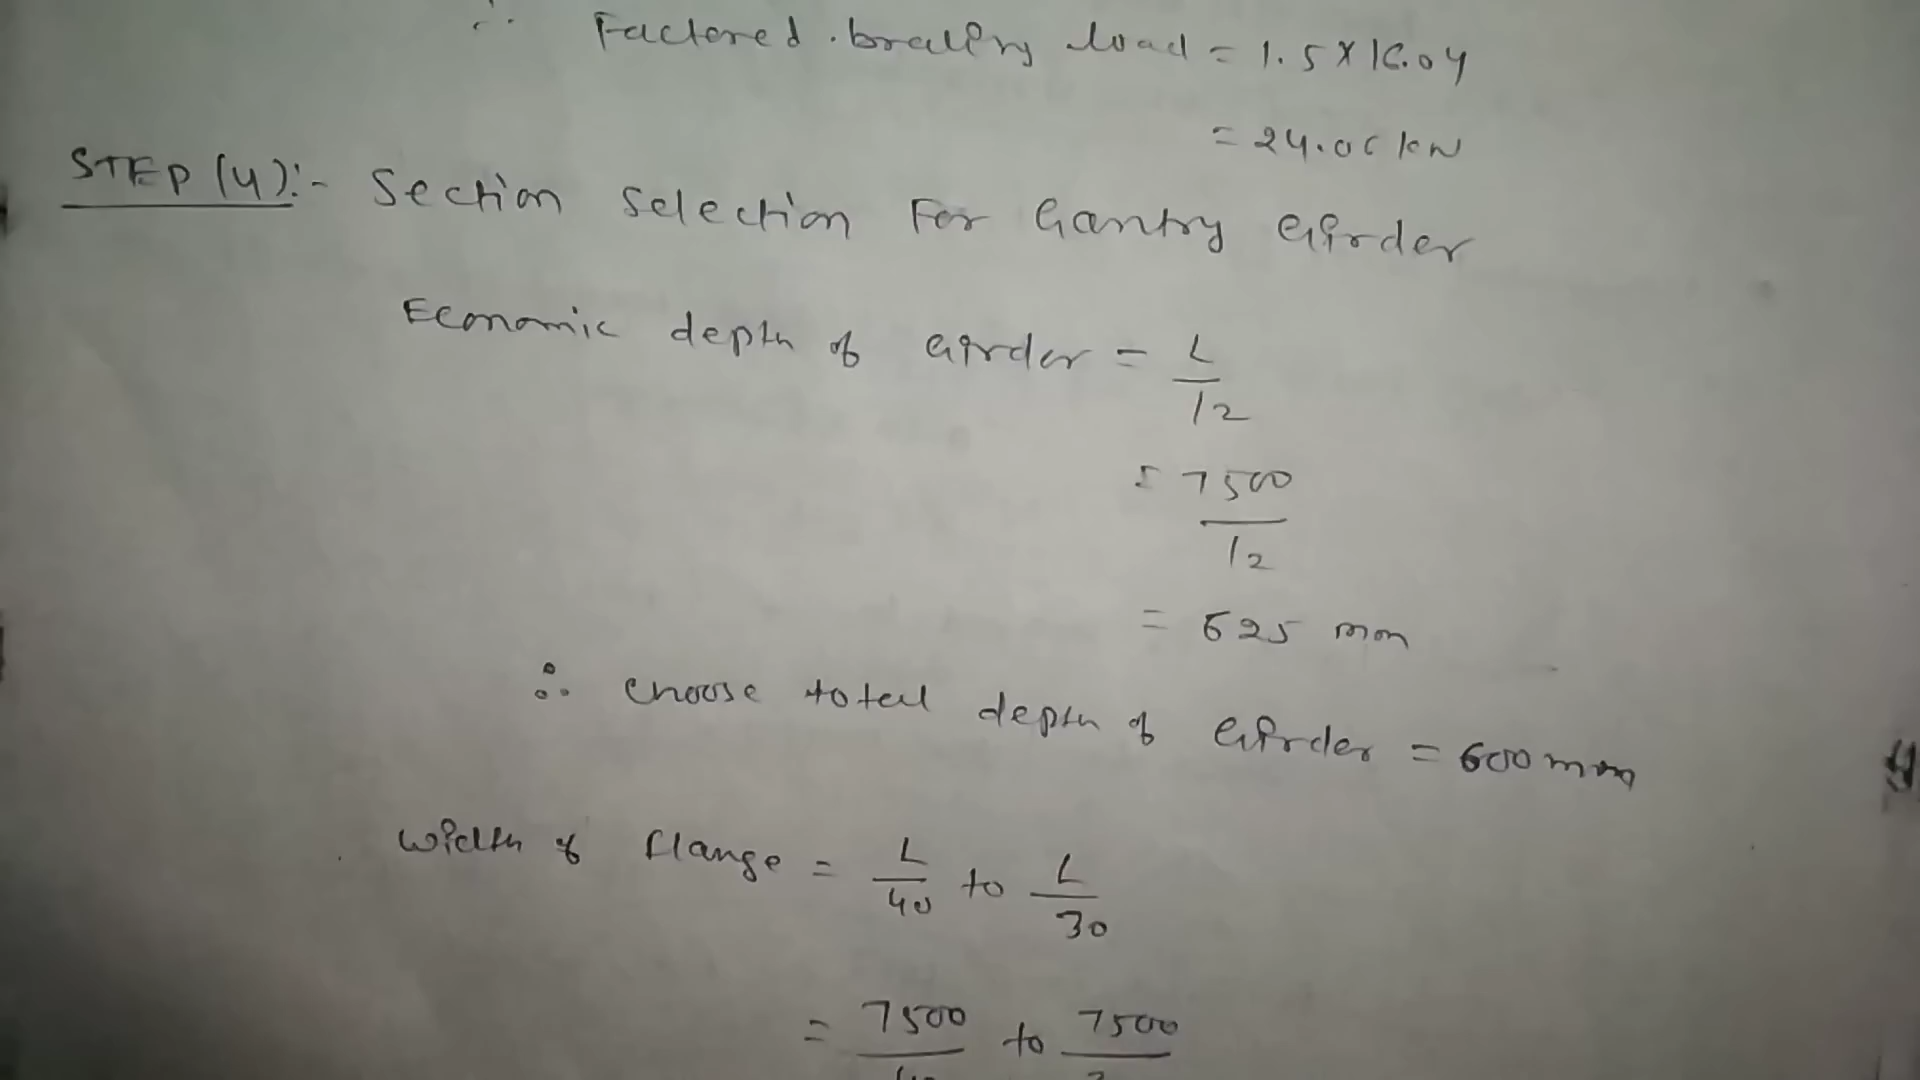 ∴ Factored braking load = 1.5 × 16.04
= 24.06 kN
STEP (4):- Section Selection For Gantry Girder
Economic depth of Girder = L/12
= 7500/12
= 625 mm
∴ choose total depth of Girder = 600 mm
width of flange = L/40 to L/30
= 7500/40 to 7500/3